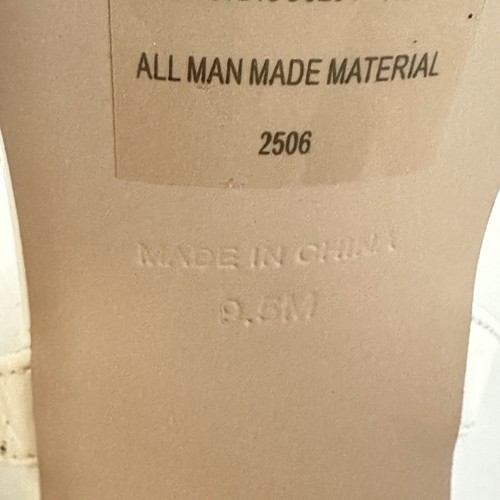 ALL MAN MADE MATERIAL
2506
MADE IN CHINA
9.5M